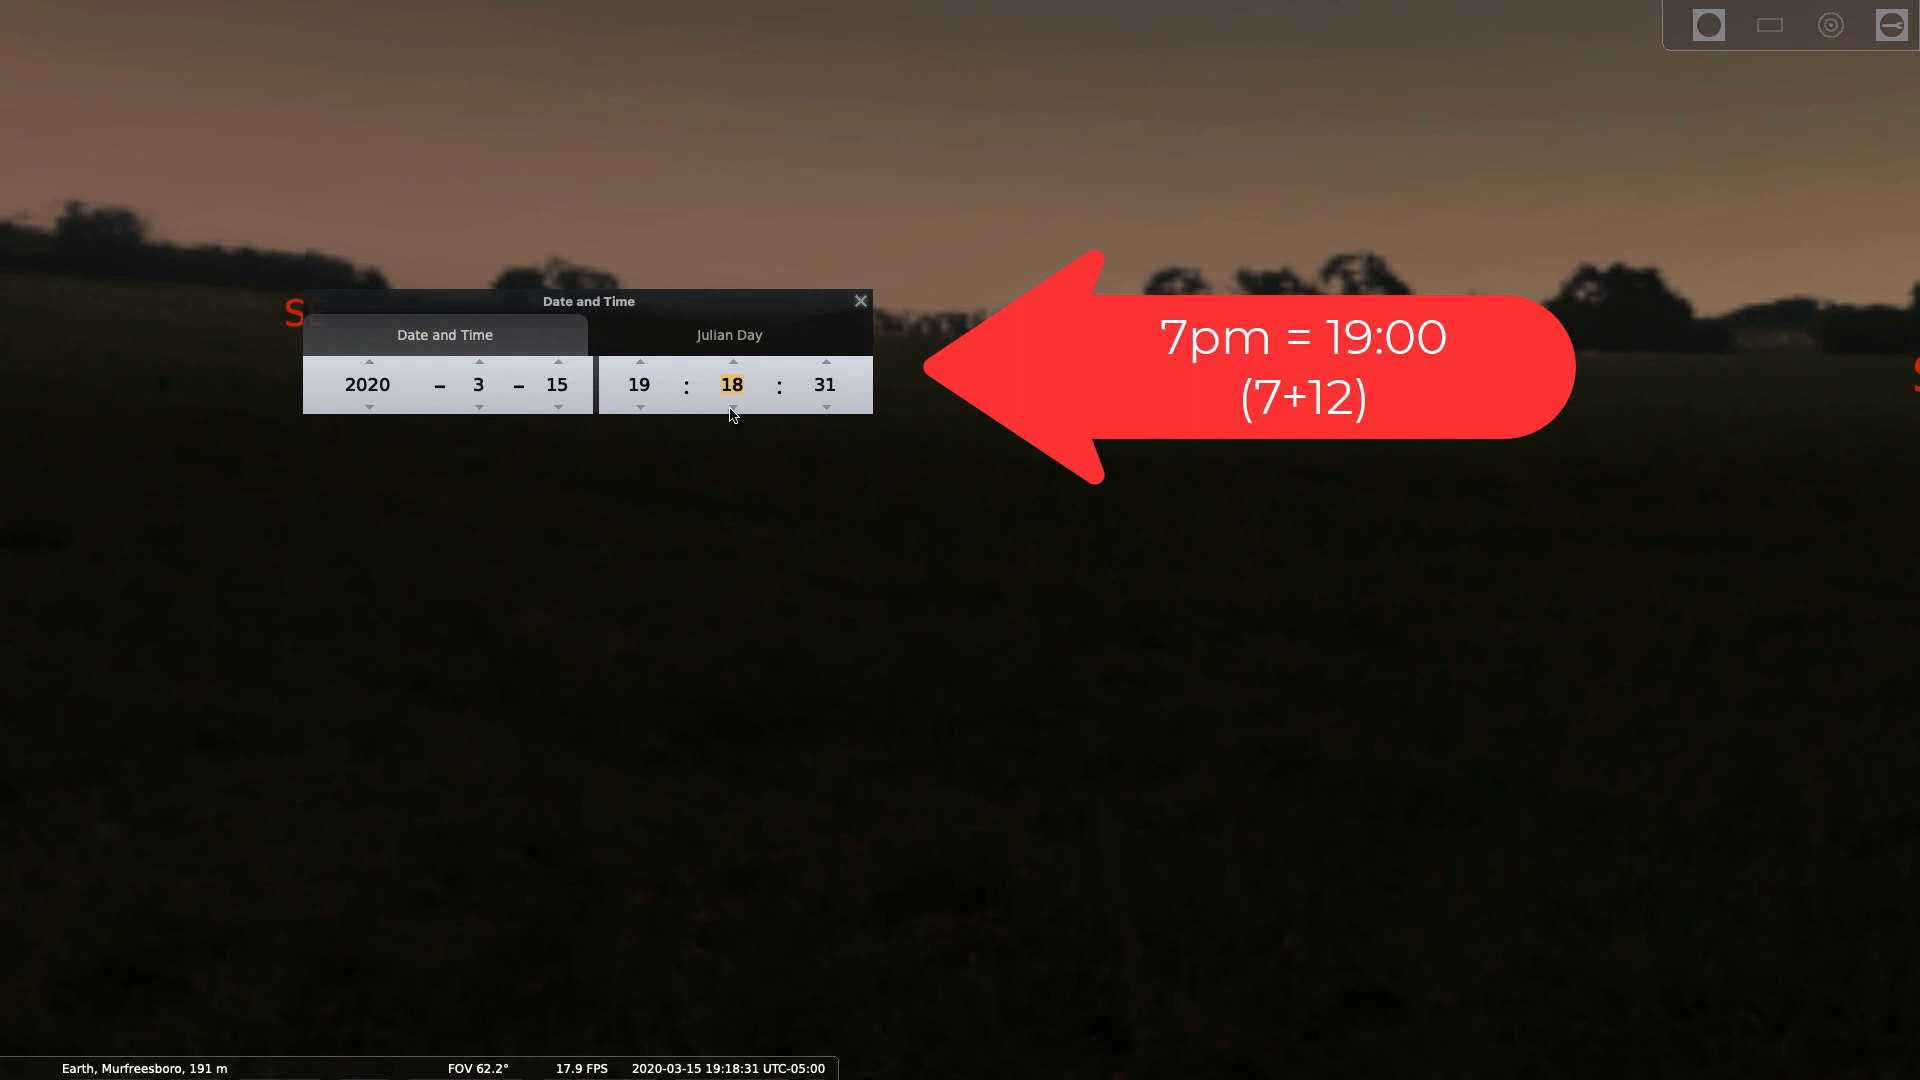 Date and Time
Date and Time Julian Day
2020 - 3 - 15 19 : 18 : 31
7pm = 19:00
(7+12)
SE
Earth, Murfreesboro, 191 m FOV 62.2° 17.9 FPS 2020-03-15 19:18:31 UTC-05:00